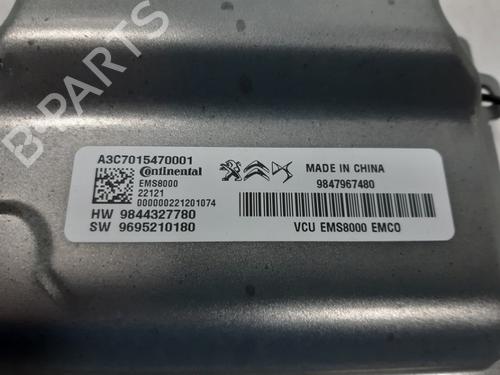 A3C7015470001
Continental
EMS8000
22121
000000221201074
HW 9844327780
SW 9695210180
MADE IN CHINA
9847967480
VCU EMS8000 EMCO
B-PARTS